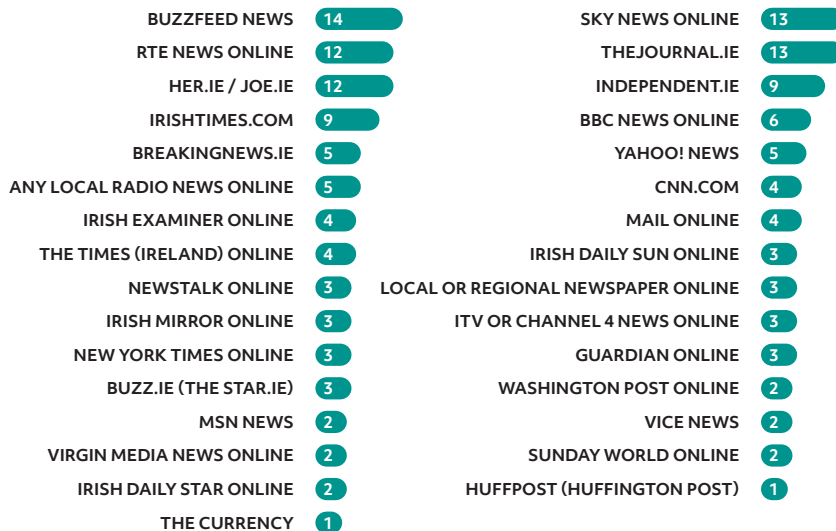 BUZZFEED NEWS 14
RTE NEWS ONLINE 12
HER.IE / JOE.IE 12
IRISHTIMES.COM 9
BREAKINGNEWS.IE 5
ANY LOCAL RADIO NEWS ONLINE 5
IRISH EXAMINER ONLINE 4
THE TIMES (IRELAND) ONLINE 4
NEWSTALK ONLINE 3
IRISH MIRROR ONLINE 3
NEW YORK TIMES ONLINE 3
BUZZ.IE (THE STAR.IE) 3
MSN NEWS 2
VIRGIN MEDIA NEWS ONLINE 2
IRISH DAILY STAR ONLINE 2
THE CURRENCY 1
SKY NEWS ONLINE 13
THEJOURNAL.IE 13
INDEPENDENT.IE 9
BBC NEWS ONLINE 6
YAHOO! NEWS 5
CNN.COM 4
MAIL ONLINE 4
IRISH DAILY SUN ONLINE 3
LOCAL OR REGIONAL NEWSPAPER ONLINE 3
ITV OR CHANNEL 4 NEWS ONLINE 3
GUARDIAN ONLINE 3
WASHINGTON POST ONLINE 2
VICE NEWS 2
SUNDAY WORLD ONLINE 2
HUFFPOST (HUFFINGTON POST) 1